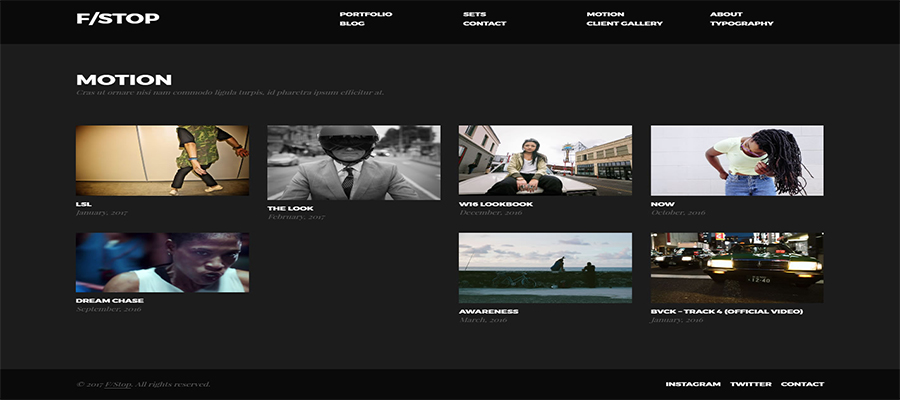 F/STOP
PORTFOLIO
SETS
MOTION
ABOUT
BLOG
CONTACT
CLIENT GALLERY
TYPOGRAPHY
MOTION
Cras ut ornare nisi nam commodo ligula turpis, id pharetra ipsum efficitur at.
LSL
January, 2017
THE LOOK
February, 2017
W16 LOOKBOOK
December, 2016
NOW
October, 2016
DREAM CHASE
September, 2016
AWARENESS
March, 2016
BVCK – TRACK 4 (OFFICIAL VIDEO)
January, 2016
12-40
© 2017 F/Stop. All rights reserved.
INSTAGRAM TWITTER CONTACT